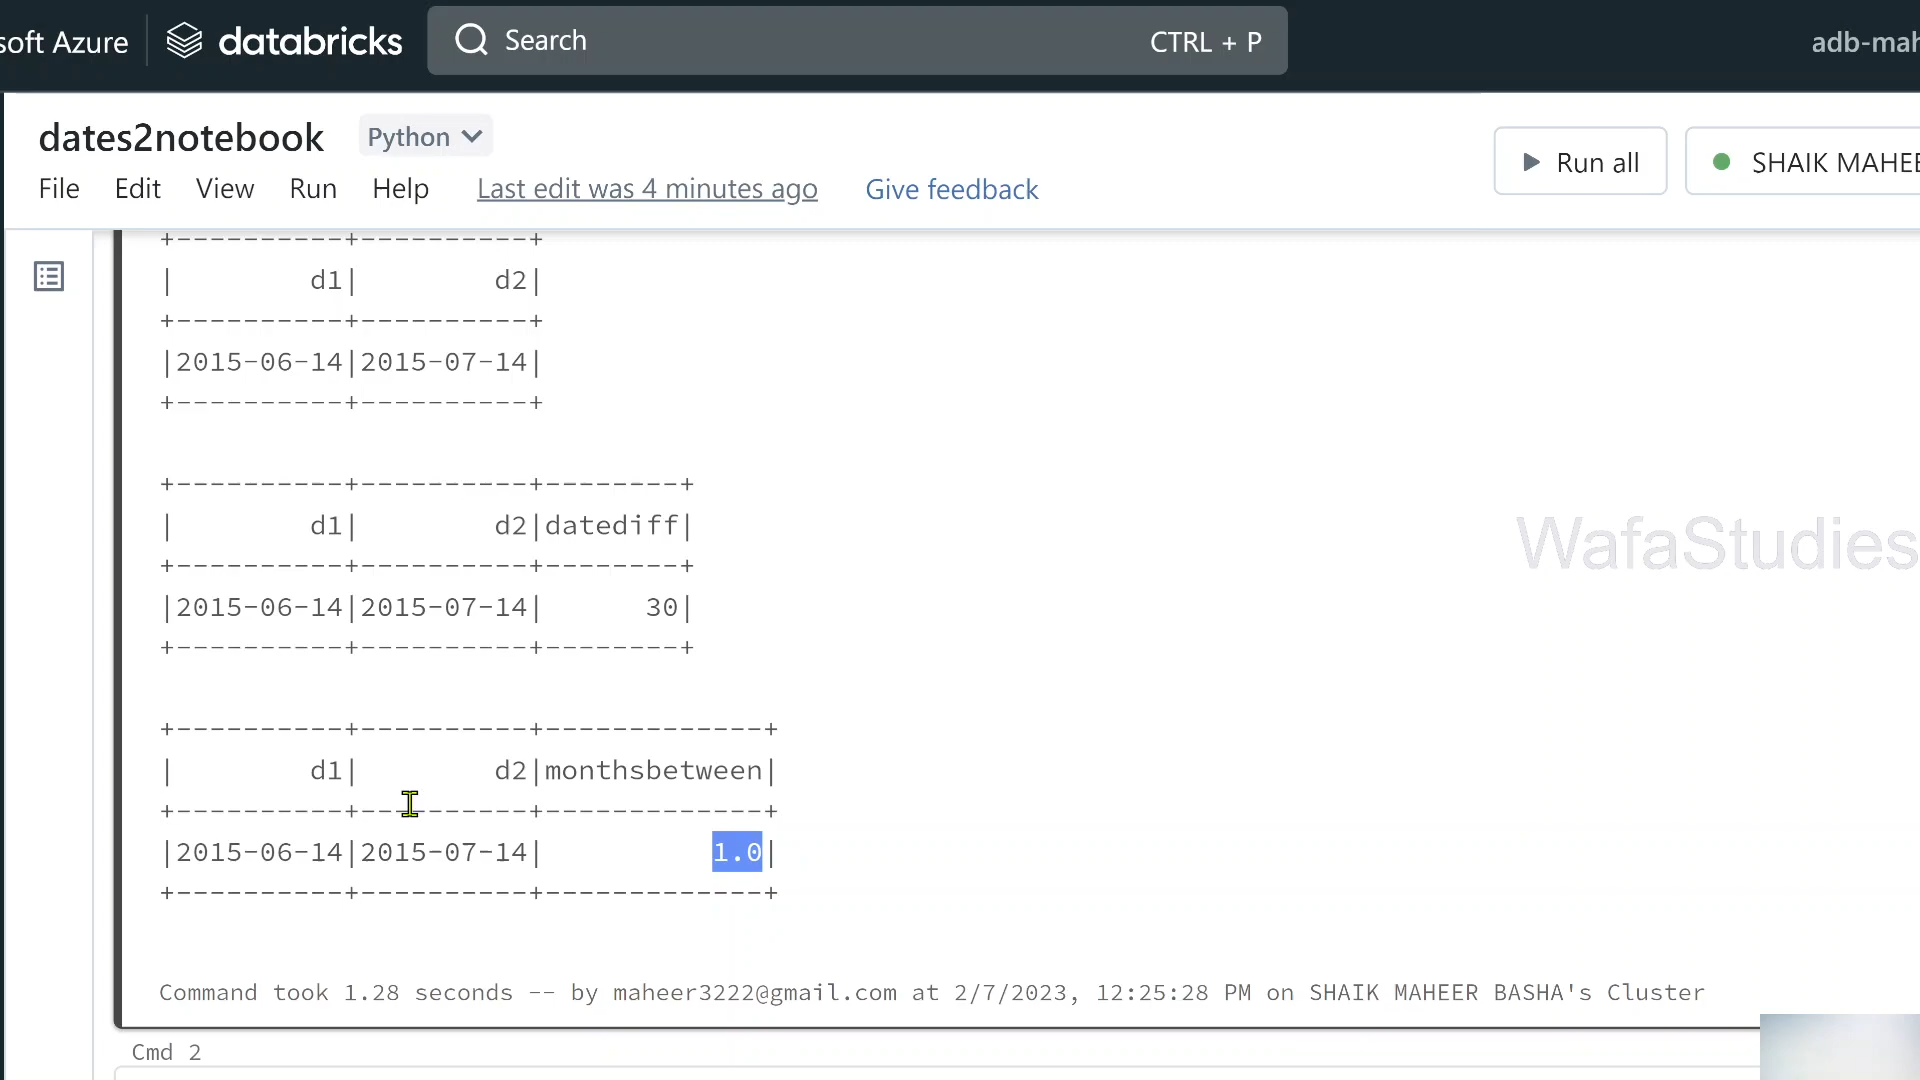 soft Azure databricks Search CTRL + P adb-mah
dates2notebook Python
File Edit View Run Help Last edit was 4 minutes ago Give feedback Run all SHAIK MAHEE
+----------+----------+
|        d1|        d2|
+----------+----------+
|2015-06-14|2015-07-14|
+----------+----------+
+----------+----------+--------+
|        d1|        d2|datediff|
+----------+----------+--------+
|2015-06-14|2015-07-14|      30|
+----------+----------+--------+
WafaStudies
+----------+----------+-------------+
|        d1|        d2|monthsbetween|
+----------+----------+-------------+
|2015-06-14|2015-07-14|          1.0|
+----------+----------+-------------+
Command took 1.28 seconds -- by maheer3222@gmail.com at 2/7/2023, 12:25:28 PM on SHAIK MAHEER BASHA's Cluster
Cmd 2